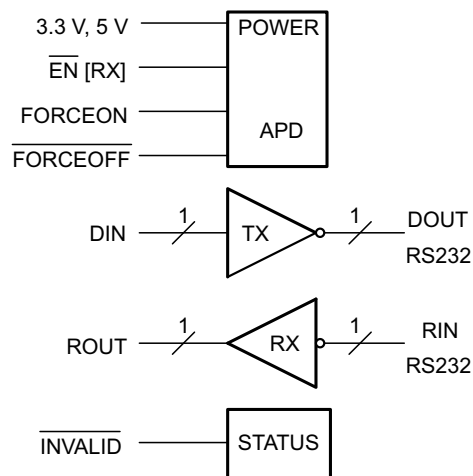 3.3 V, 5 V
POWER
EN [RX]
FORCEON
APD
FORCEOFF
DIN
1
TX
1
DOUT
RS232
ROUT
1
RX
1
RIN
RS232
INVALID
STATUS